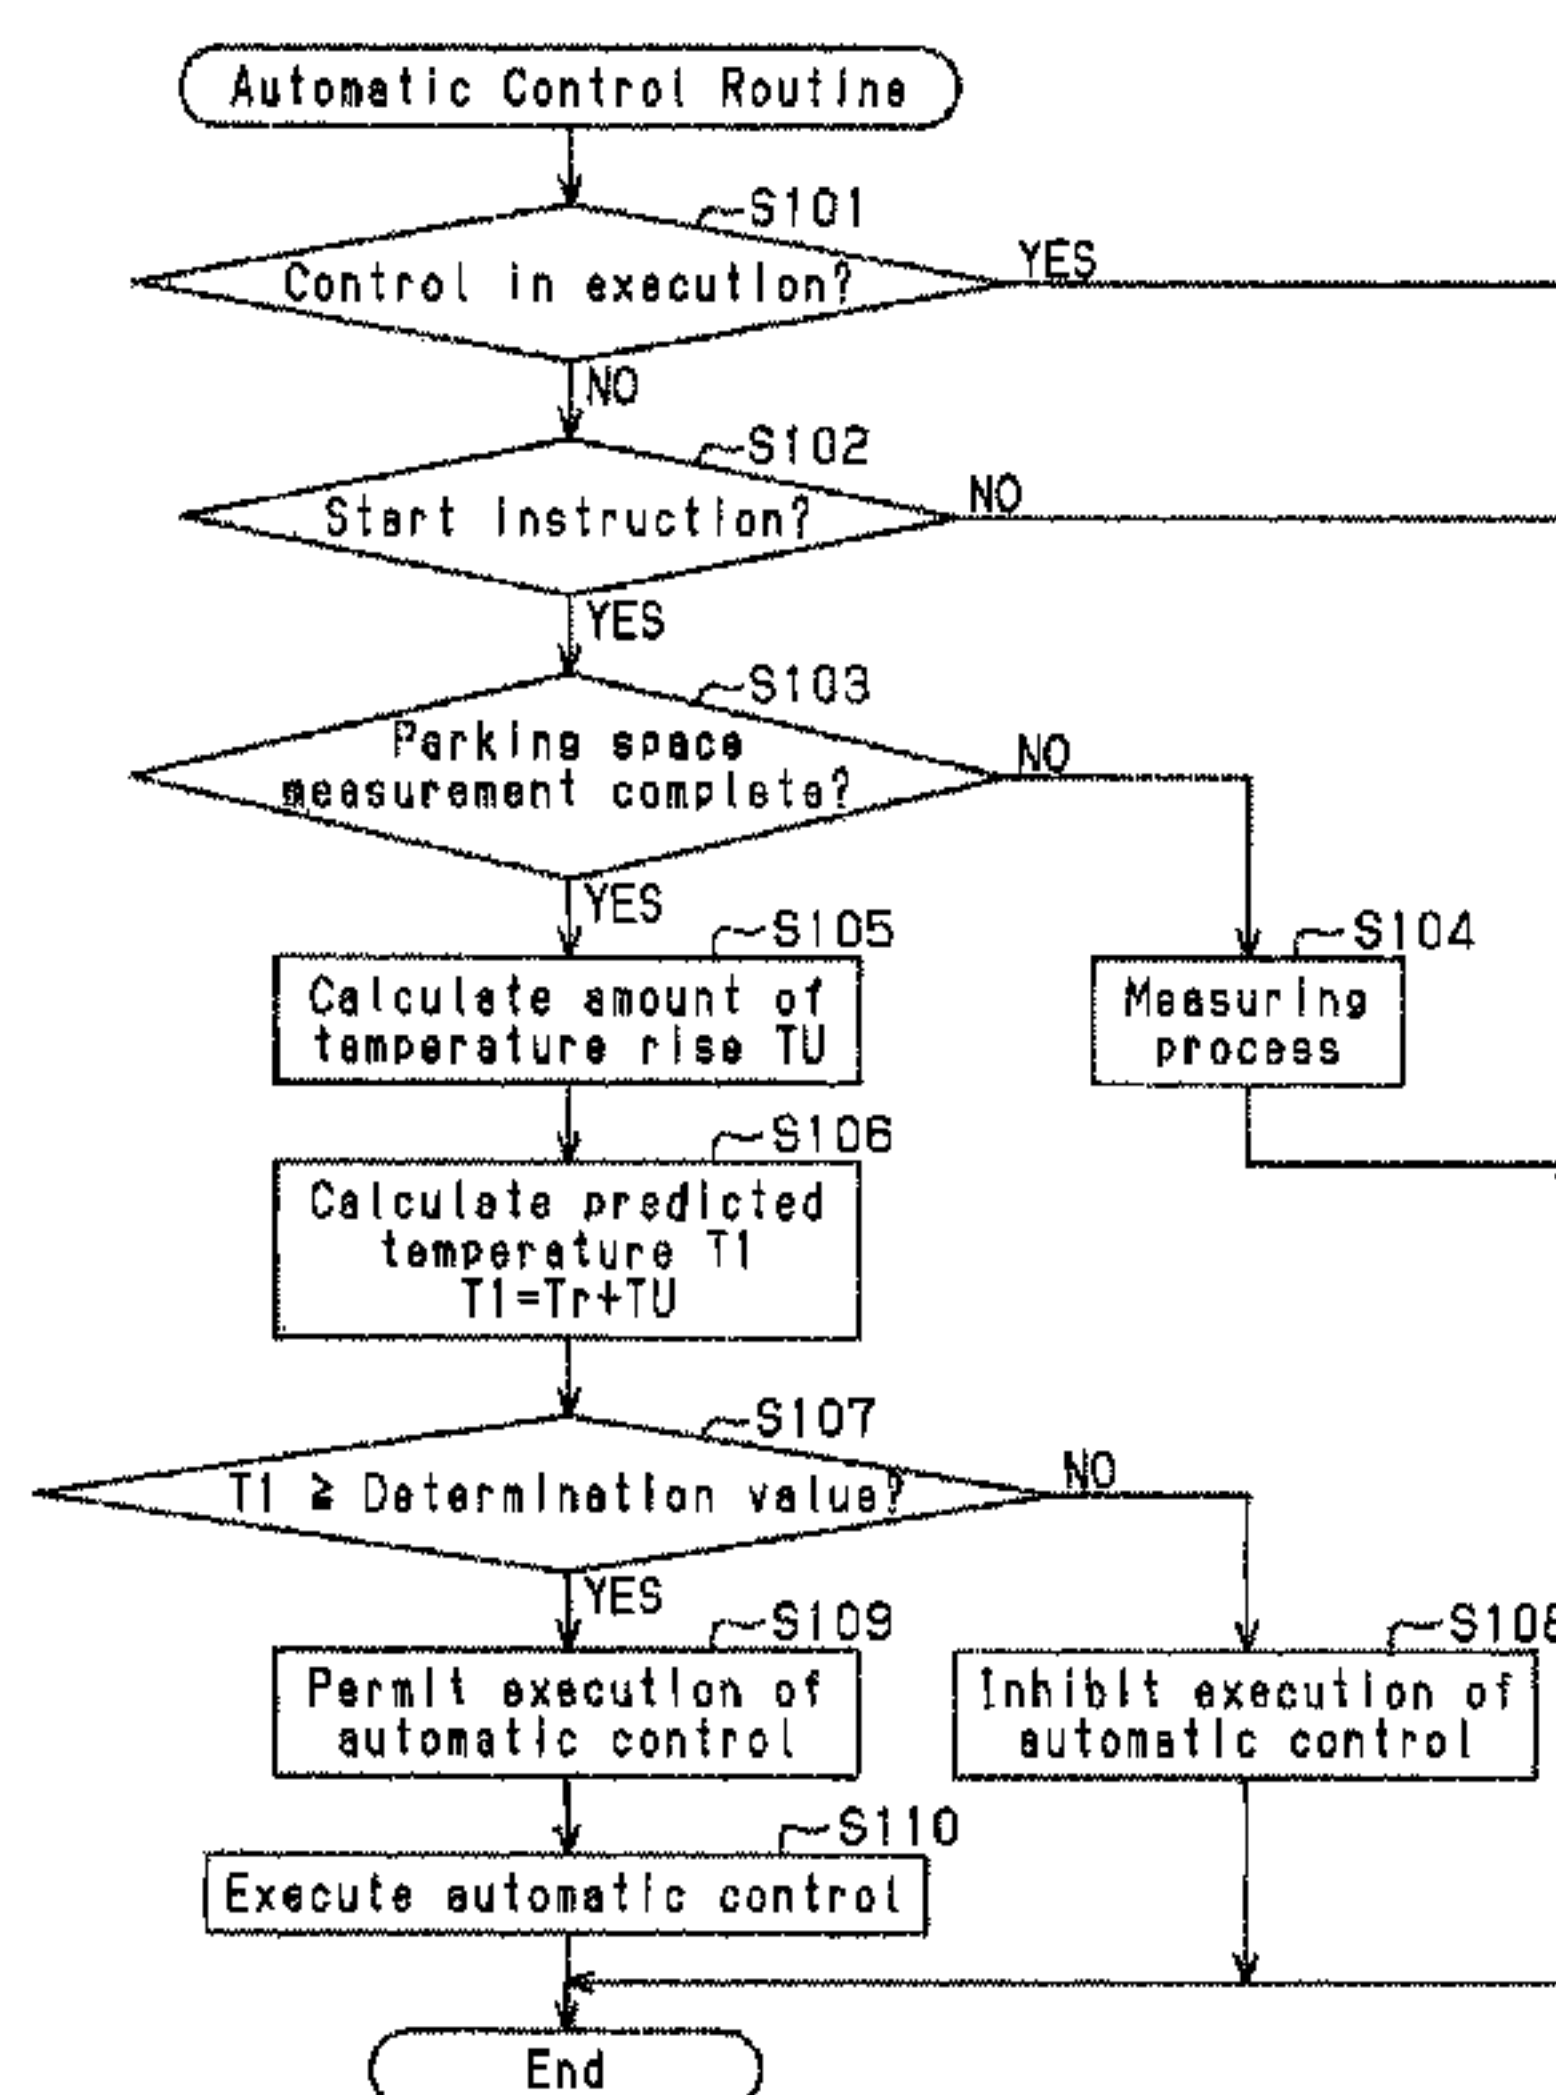 Automatic Control Routine
S101
Control in execution?
YES
NO
S102
Start instruction?
NO
YES
S103
Parking space
measurement complete?
NO
YES
S105
Calculate amount of
temperature rise TU
S104
Measuring
process
S106
Calculate predicted
temperature T1
T1=Tr+TU
S107
T1 ≧ Determination value?
NO
YES
S109
Permit execution of
automatic control
S108
Inhibit execution of
automatic control
S110
Execute automatic control
End